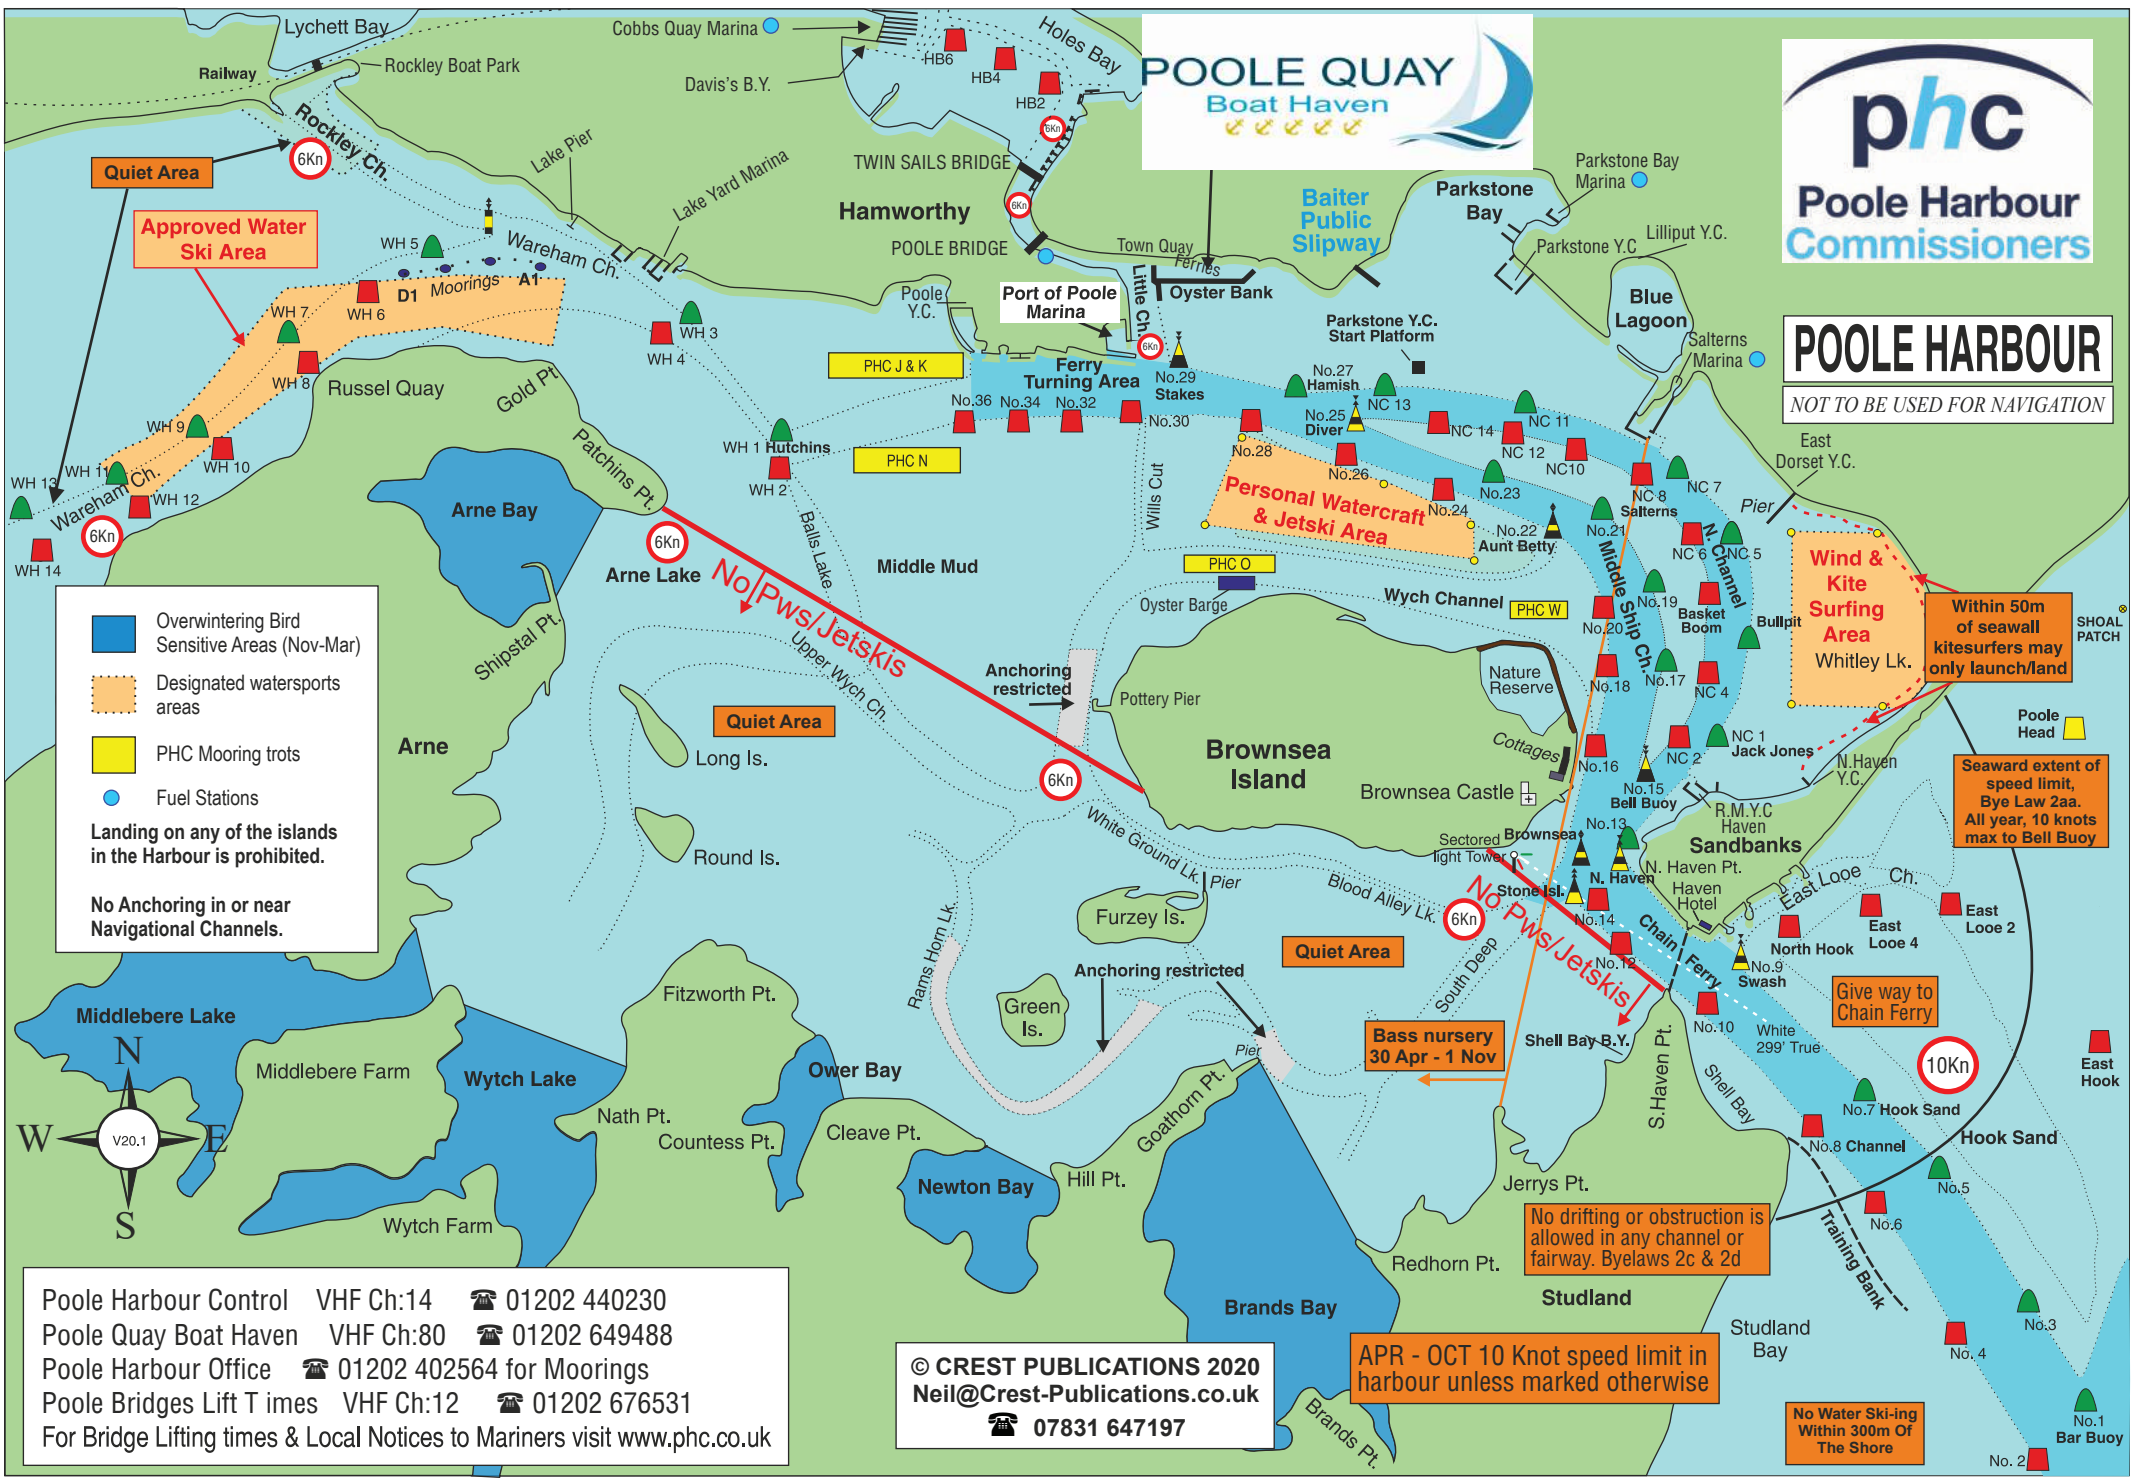 Lychett Bay
Rockley Boat Park
Railway
Rockley Ch.
6Kn
Quiet Area
Approved Water
Ski Area
Cobbs Quay Marina
Davis's B.Y.
HB6
HB4
HB2
Holes Bay
6Kn
TWIN SAILS BRIDGE
6Kn
Hamworthy
POOLE BRIDGE
Lake Pier
Lake Yard Marina
POOLE QUAY
Boat Haven
phc
Poole Harbour
Commissioners
POOLE HARBOUR
NOT TO BE USED FOR NAVIGATION
Parkstone Bay
Marina
Parkstone
Bay
Baiter
Public
Slipway
Parkstone Y.C
Lilliput Y.C.
Blue
Lagoon
Salterns
Marina
Town Quay
Ferries
Oyster Bank
Little Ch.
Port of Poole
Marina
Poole
Y.C.
6Kn
Parkstone Y.C.
Start Platform
WH 5
Wareham Ch.
D1 Moorings A1
WH 6
WH 7
WH 8
WH 3
WH 4
WH 9
WH 10
WH 11
WH 12
WH 13
WH 14
Wareham Ch.
6Kn
Russel Quay
Gold Pt.
Patchins Pt.
Arne Bay
6Kn
Arne Lake
PHC J & K
PHC N
WH 1 Hutchins
WH 2
Balls Lake
Middle Mud
Ferry
Turning Area
No.36
No.34
No.32
No.30
No.29
Stakes
No.28
No.27
Hamish
No.25
Diver
No.26
No.24
No.23
No.22
Aunt Betty
No.21
NC 13
NC 14
NC 11
NC 12
NC10
NC 8
Salterns
NC 7
NC 6
NC 5
N. Channel
Middle Ship Ch.
Basket
Boom
Bullpit
NC 4
NC 2
NC 1
Jack Jones
No.20
No.19
No.18
No.17
No.16
No.15
Bell Buoy
Wills Cut
Personal Watercraft
& Jetski Area
PHC O
Oyster Barge
Wych Channel
PHC W
East
Dorset Y.C.
Pier
Wind &
Kite
Surfing
Area
Whitley Lk.
Within 50m
of seawall
kitesurfers may
only launch/land
SHOAL
PATCH
Poole
Head
Seaward extent of
speed limit,
Bye Law 2aa.
All year, 10 knots
max to Bell Buoy
N.Haven
Y.C.
R.M.Y.C
Haven
Sandbanks
N. Haven Pt.
Haven
Hotel
Overwintering Bird
Sensitive Areas (Nov-Mar)
Designated watersports
areas
PHC Mooring trots
Fuel Stations
Landing on any of the islands
in the Harbour is prohibited.
No Anchoring in or near
Navigational Channels.
Shipstal Pt.
Arne
No Pws/Jetskis
Upper Wych Ch.
Quiet Area
Long Is.
Round Is.
Anchoring
restricted
Pottery Pier
6Kn
Brownsea
Island
Nature
Reserve
Cottages
Brownsea Castle
Sectored
light Tower
Brownsea
No.13
N. Haven
Stone Isl.
No.14
No.12
Chain
Ferry
White Ground Lk.
Blood Alley Lk.
6Kn
No Pws/Jetskis
Pier
Furzey Is.
Quiet Area
South Deep
Rams Horn Lk.
Anchoring restricted
Green
Is.
East Looe Ch.
East
Looe 4
East
Looe 2
North Hook
No.9
Swash
No.10
White
299' True
Give way to
Chain Ferry
10Kn
East
Hook
Bass nursery
30 Apr - 1 Nov
Shell Bay B.Y.
S.Haven Pt.
Shell Bay
No.7 Hook Sand
No.8 Channel
Hook Sand
No.5
No.6
Training Bank
No.3
No. 4
No.1
Bar Buoy
No. 2
Middlebere Lake
Middlebere Farm
Wytch Lake
Wytch Farm
Fitzworth Pt.
Nath Pt.
Countess Pt.
Ower Bay
Cleave Pt.
Newton Bay
Hill Pt.
Goathorn Pt.
Pier
Brands Bay
Brands Pt.
Redhorn Pt.
Jerrys Pt.
No drifting or obstruction is
allowed in any channel or
fairway. Byelaws 2c & 2d
Studland
Studland
Bay
APR - OCT 10 Knot speed limit in
harbour unless marked otherwise
No Water Ski-ing
Within 300m Of
The Shore
N
W
V20.1
E
S
Poole Harbour Control VHF Ch:14 ☎ 01202 440230
Poole Quay Boat Haven VHF Ch:80 ☎ 01202 649488
Poole Harbour Office ☎ 01202 402564 for Moorings
Poole Bridges Lift T imes VHF Ch:12 ☎ 01202 676531
For Bridge Lifting times & Local Notices to Mariners visit www.phc.co.uk
© CREST PUBLICATIONS 2020
Neil@Crest-Publications.co.uk
☎ 07831 647197